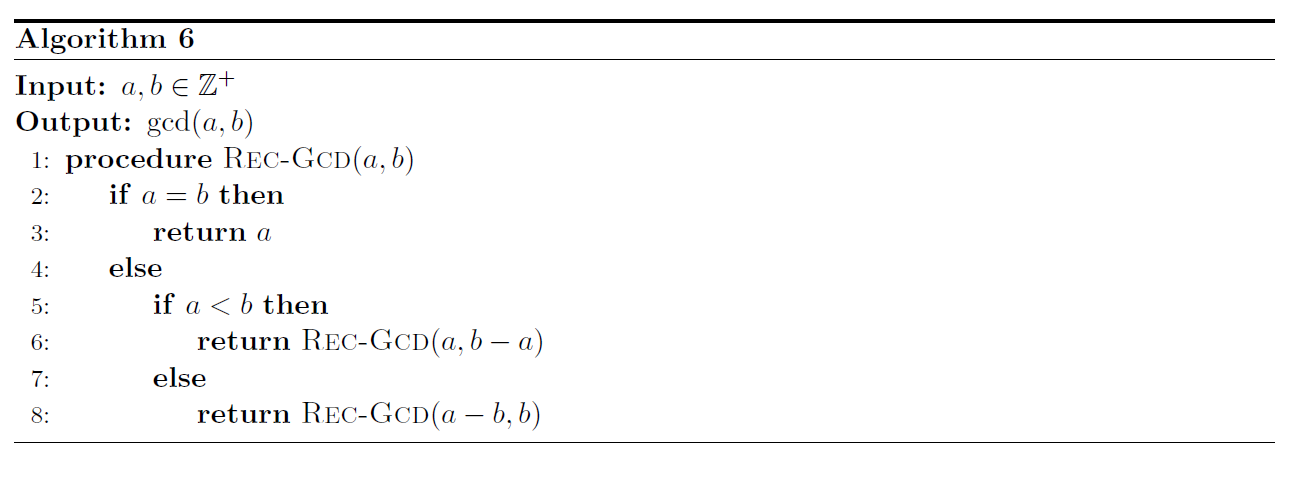 Algorithm 6
Input: a, b ∈ ℤ⁺
Output: gcd(a, b)
1: procedure REC-GCD(a, b)
2: if a = b then
3: return a
4: else
5: if a < b then
6: return REC-GCD(a, b − a)
7: else
8: return REC-GCD(a − b, b)